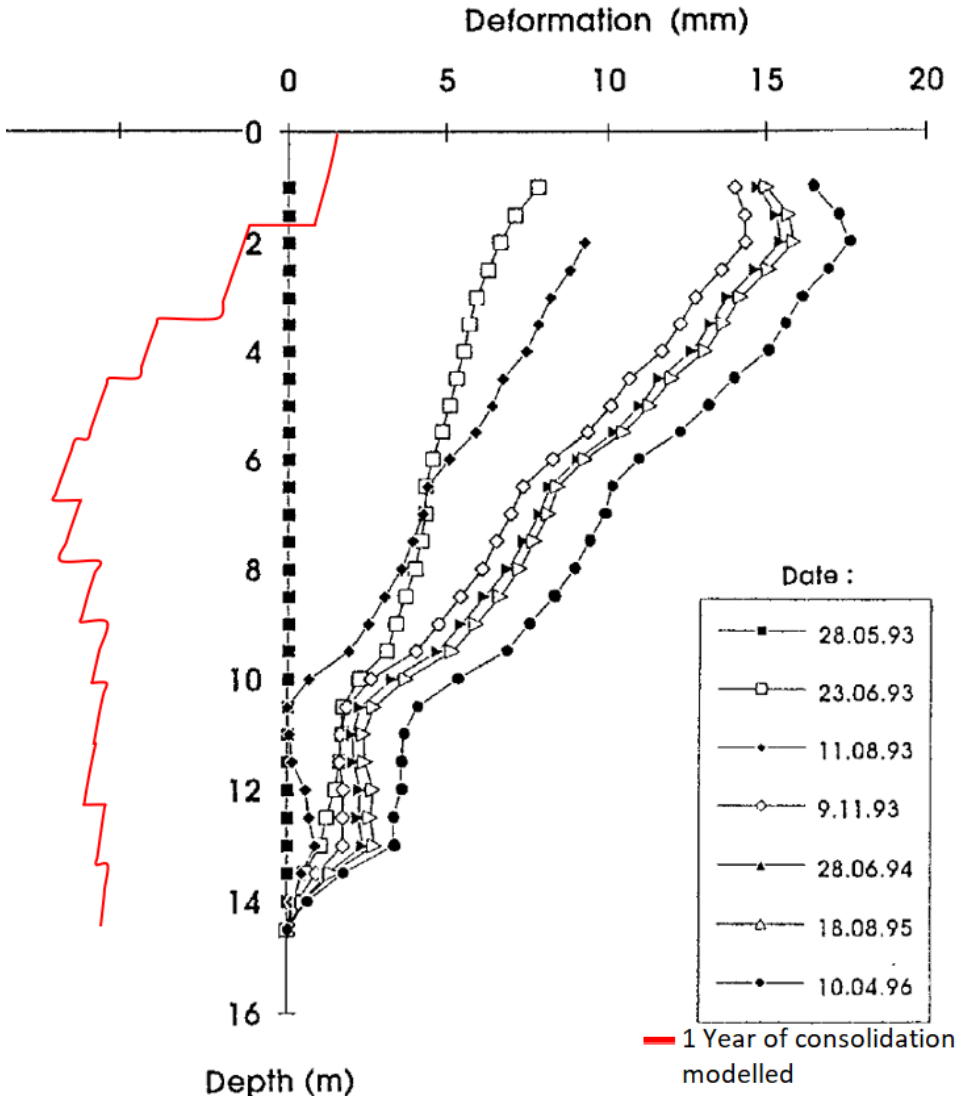 Deformation (mm)
0 5 10 15 20
0
2
4
6
8
10
12
14
16
Depth (m)
Date :
28.05.93
23.06.93
11.08.93
9.11.93
28.06.94
18.08.95
10.04.96
1 Year of consolidation
modelled